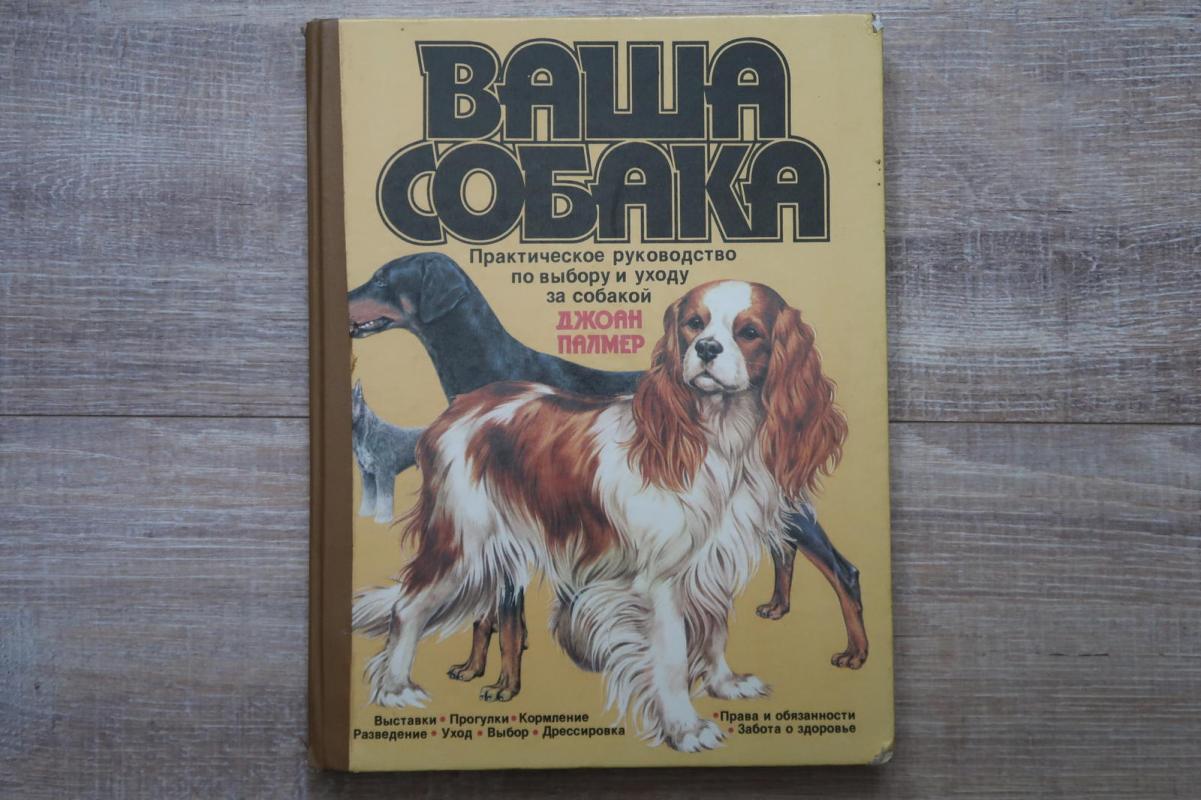 ВАША
СОБАКА
Практическое руководство
по выбору и уходу
за собакой
ДЖОАН
ПАЛМЕР
Выставки • Прогулки • Кормление
Разведение • Уход • Выбор • Дрессировка
• Права и обязанности
• Забота о здоровье